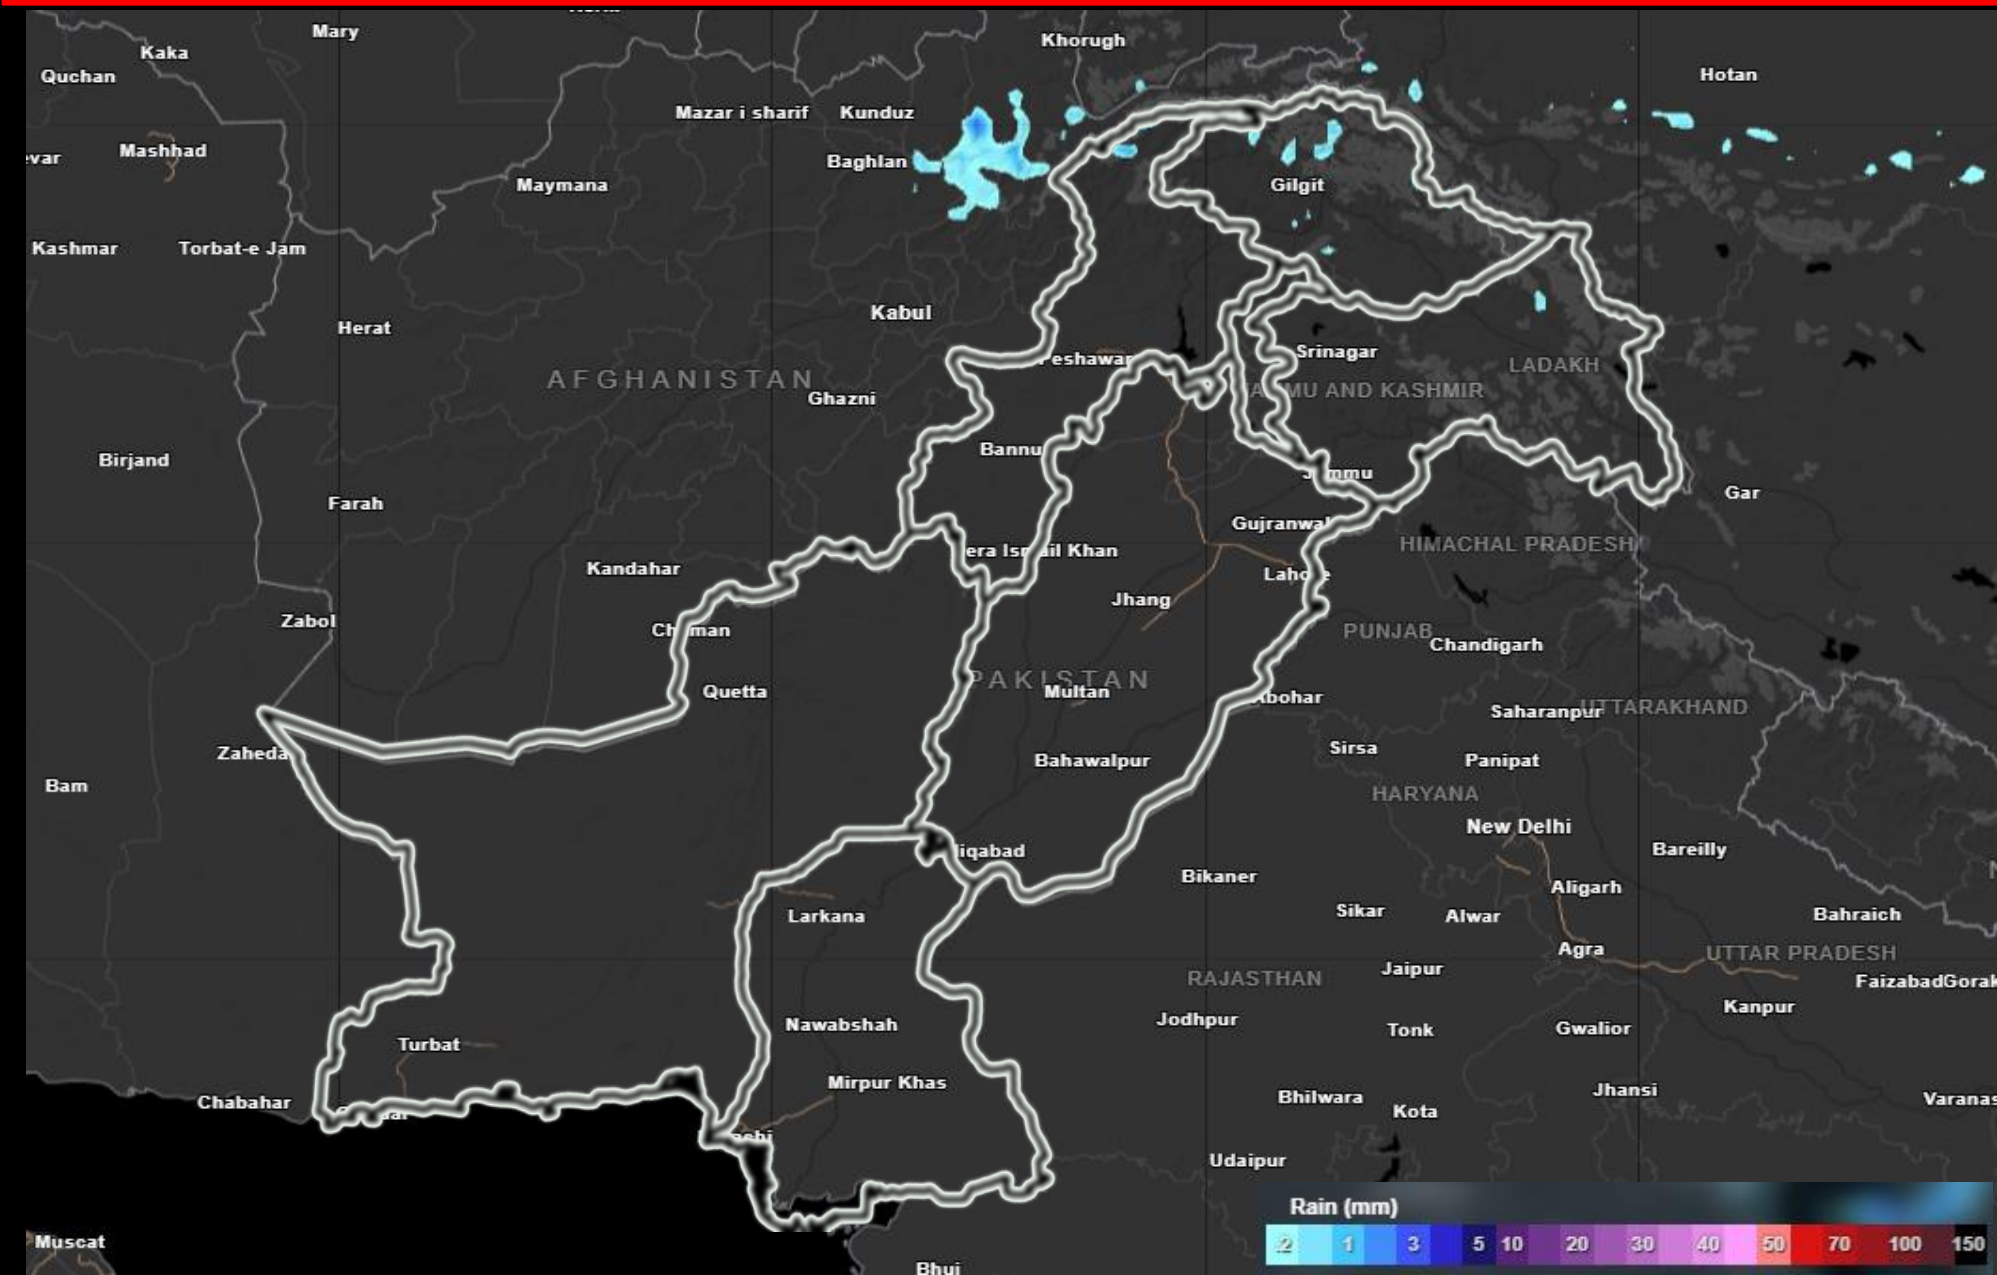 Mary
Khorugh
Kaka
Quchan
Hotan
Mazar i sharif
Kunduz
Mashhad
Baghlan
Maymana
Gilgit
Kashmar
Torbat-e Jam
Kabul
Herat
Srinagar
LADAKH
AFGHANISTAN
Ghazni
Bannu
Birjand
Gar
Farah
HIMACHAL PRADESH
Kandahar
Jhang
Zabol
PUNJAB
Chandigarh
PAKISTAN
Multan
Quetta
UTTARAKHAND
Saharanpur
Sirsa
Panipat
Bahawalpur
Bam
HARYANA
New Delhi
Bareilly
Bikaner
Aligarh
Larkana
Sikar
Alwar
Bahraich
Agra
UTTAR PRADESH
RAJASTHAN
Jaipur
Faizabad
Kanpur
Nawabshah
Jodhpur
Tonk
Gwalior
Turbat
Mirpur Khas
Jhansi
Chabahar
Bhilwara
Kota
Udaipur
Rain (mm)
.2 1 3 5 10 20 30 40 50 70 100 150
Muscat
Bhuj